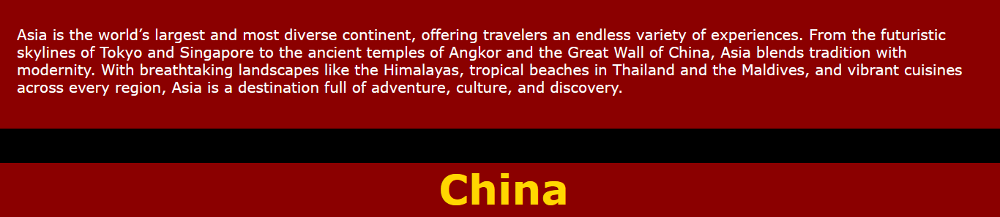 Asia is the world’s largest and most diverse continent, offering travelers an endless variety of experiences. From the futuristic
skylines of Tokyo and Singapore to the ancient temples of Angkor and the Great Wall of China, Asia blends tradition with
modernity. With breathtaking landscapes like the Himalayas, tropical beaches in Thailand and the Maldives, and vibrant cuisines
across every region, Asia is a destination full of adventure, culture, and discovery.
China